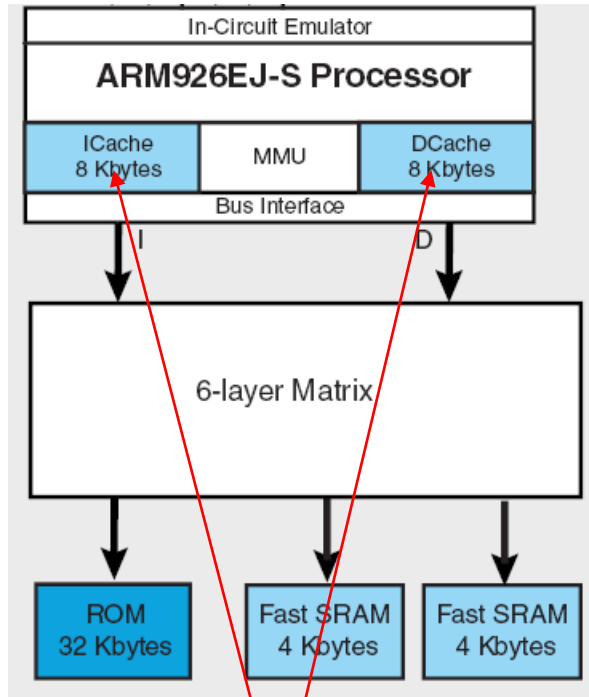 In-Circuit Emulator
ARM926EJ-S Processor
ICache
8 Kbytes
MMU
DCache
8 Kbytes
Bus Interface
I
D
6-layer Matrix
ROM
32 Kbytes
Fast SRAM
4 Kbytes
Fast SRAM
4 Kbytes